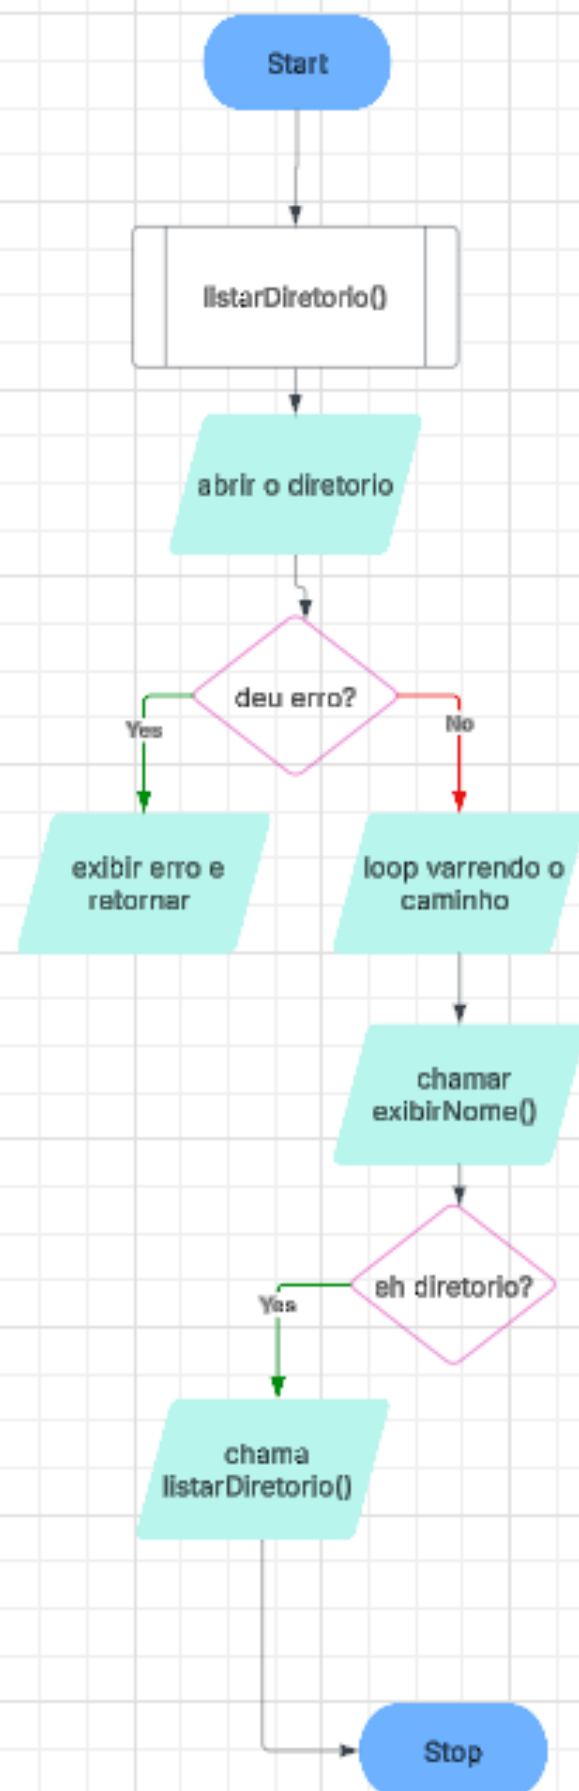 Start
listarDiretorio()
abrir o diretorio
deu erro?
Yes
No
exibir erro e
retornar
loop varrendo o
caminho
chamar
exibirNome()
eh diretorio?
Yes
chama
listarDiretorio()
Stop